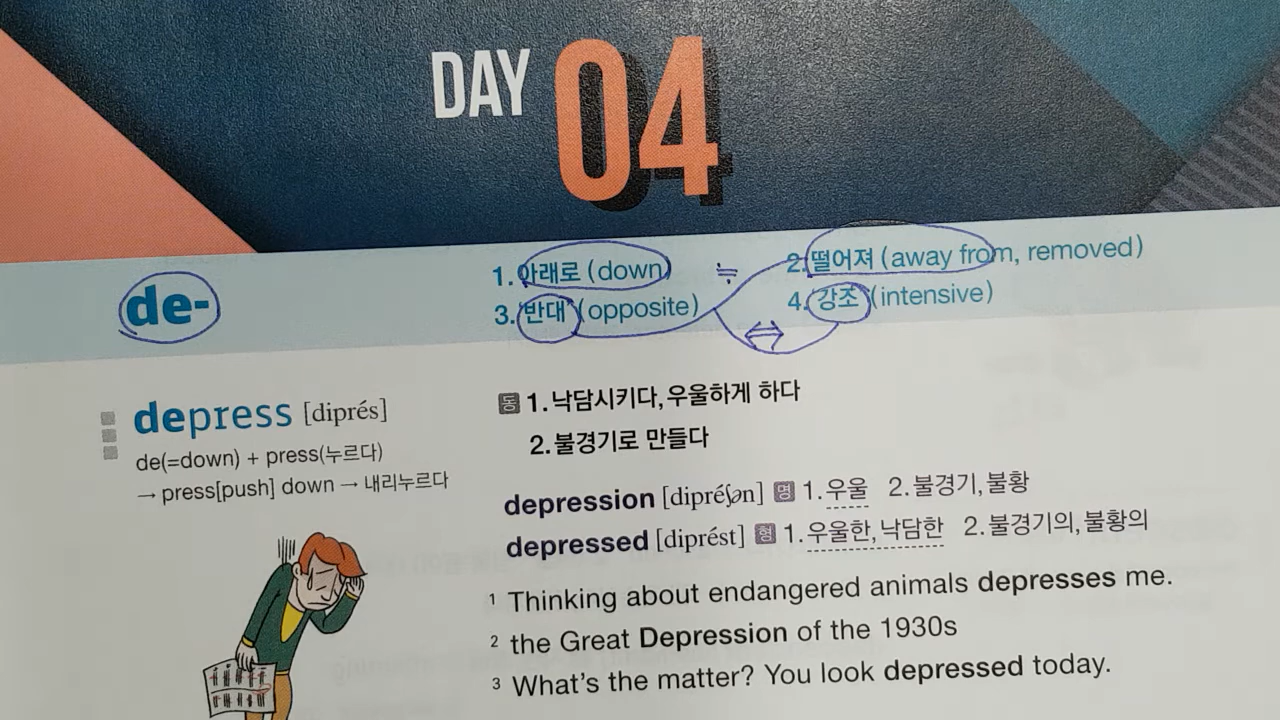 DAY 04
de-
1. 아래로 (down) ≒ 2. 떨어져 (away from, removed)
3. 반대 (opposite) ⇔ 4. 강조 (intensive)
depress [diprés]
de(=down) + press(누르다)
→ press[push] down → 내리누르다
동 1. 낙담시키다, 우울하게 하다
2. 불경기로 만들다
depression [dipréʃən] 명 1. 우울 2. 불경기, 불황
depressed [diprést] 형 1. 우울한, 낙담한 2. 불경기의, 불황의
1 Thinking about endangered animals depresses me.
2 the Great Depression of the 1930s
3 What's the matter? You look depressed today.